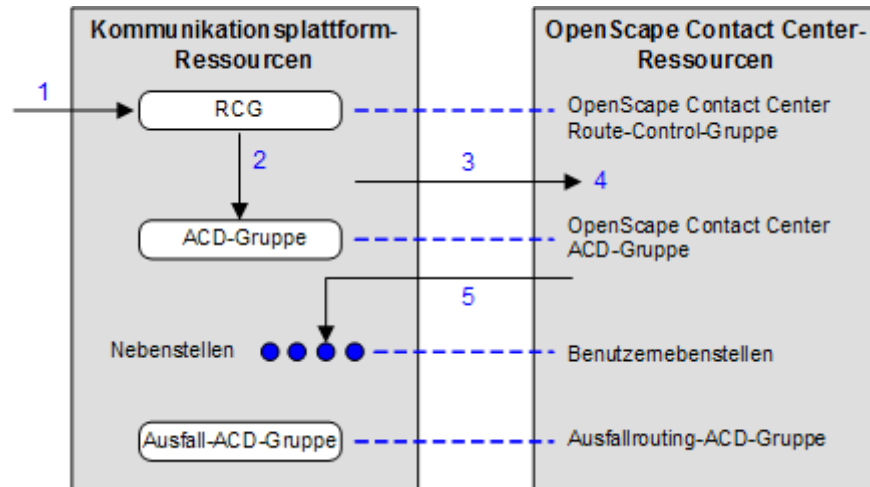 Kommunikationsplattform-
Ressourcen
OpenScape Contact Center-
Ressourcen
1
RCG
OpenScape Contact Center
Route-Control-Gruppe
2
3
4
ACD-Gruppe
OpenScape Contact Center
ACD-Gruppe
5
Nebenstellen
Benutzernebenstellen
Ausfall-ACD-Gruppe
Ausfallrouting-ACD-Gruppe